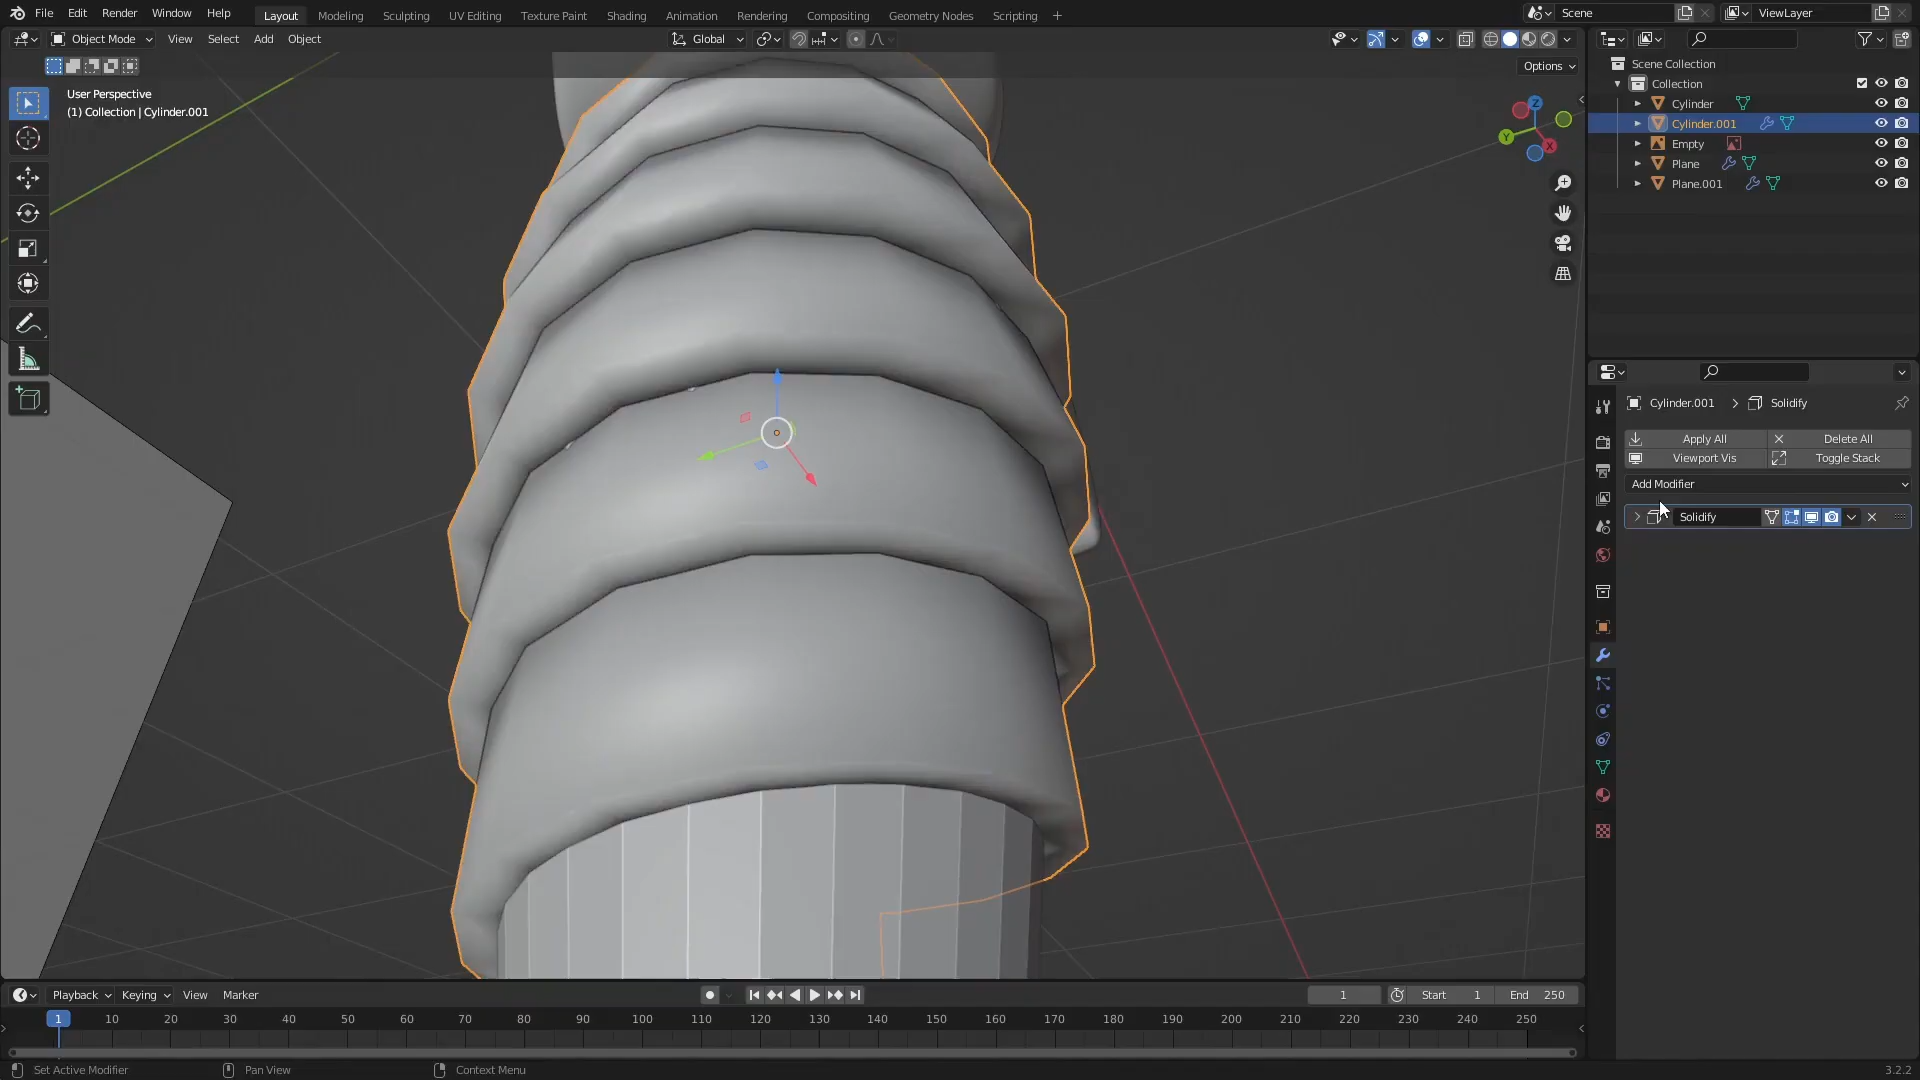 File Edit Render Window Help Layout Modeling Sculpting UV Editing Texture Paint Shading Animation Rendering Compositing Geometry Nodes Scripting + Scene ViewLayer
Object Mode View Select Add Object Global
Options
User Perspective
(1) Collection | Cylinder.001
Z
Y
X
Scene Collection
Collection
Cylinder
Cylinder.001
Empty
Plane
Plane.001
Cylinder.001 > Solidify
Apply All Delete All
Viewport Vis Toggle Stack
Add Modifier
Solidify
Playback Keying View Marker 1 Start 1 End 250
1 10 20 30 40 50 60 70 80 90 100 110 120 130 140 150 160 170 180 190 200 210 220 230 240 250
Set Active Modifier Pan View Context Menu 3.2.2